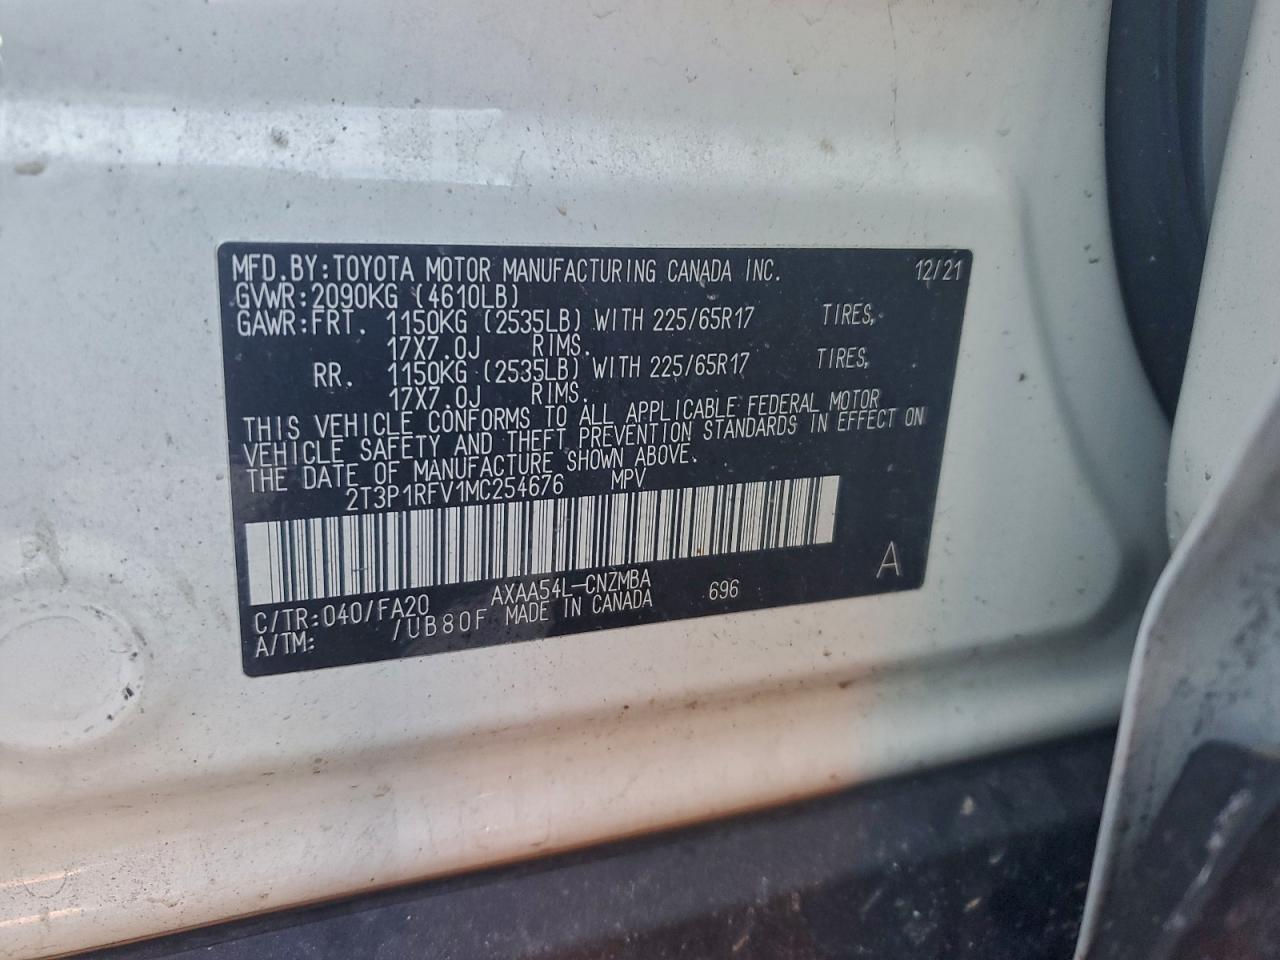 MFD.BY:TOYOTA MOTOR MANUFACTURING CANADA INC. 12/21
GVWR:2090KG (4610LB)
GAWR:FRT. 1150KG (2535LB) WITH 225/65R17 TIRES,
17X7.0J RIMS.
RR. 1150KG (2535LB) WITH 225/65R17 TIRES,
17X7.0J RIMS.
THIS VEHICLE CONFORMS TO ALL APPLICABLE FEDERAL MOTOR
VEHICLE SAFETY AND THEFT PREVENTION STANDARDS IN EFFECT ON
THE DATE OF MANUFACTURE SHOWN ABOVE.
2T3P1RFV1MC254676 MPV
C/TR:040/FA20 AXAA54L-CNZMBA 696 A
A/TM: /UB80F MADE IN CANADA